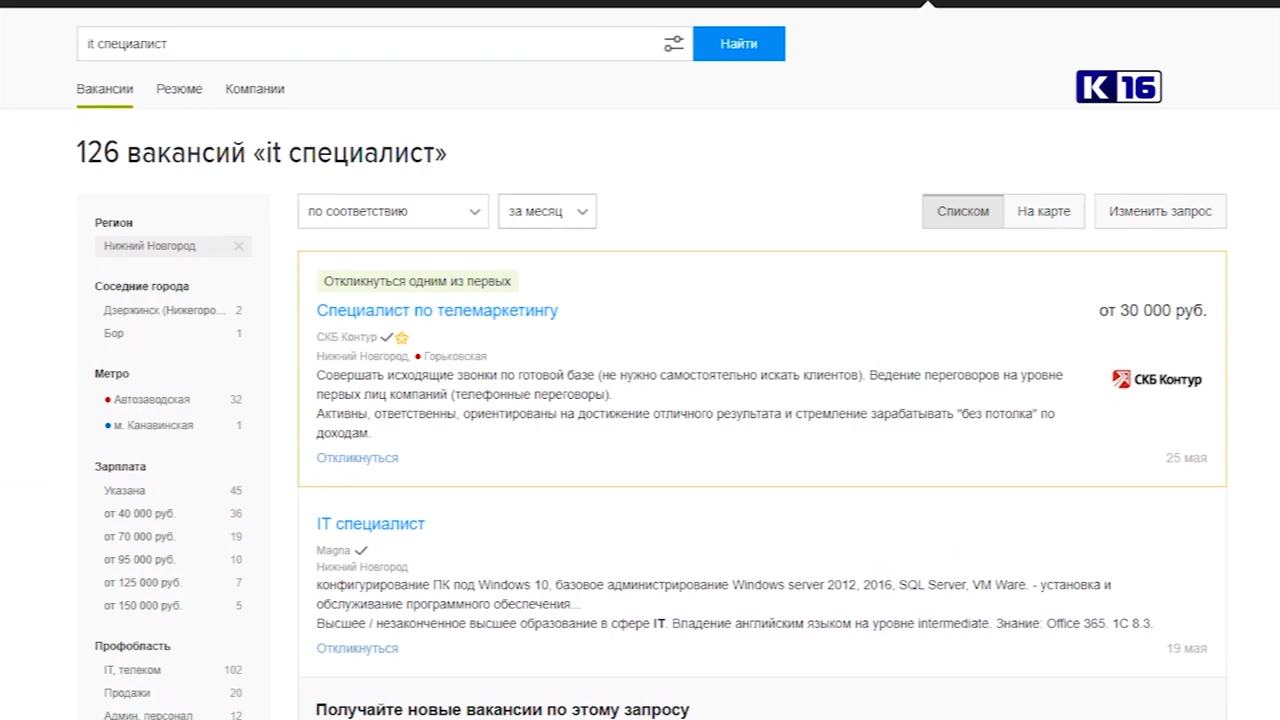 it специалист
Найти
Вакансии Резюме Компании
K 16
126 вакансий «it специалист»
по соответствию
за месяц
Списком
На карте
Изменить запрос
Регион
Нижний Новгород
Соседние города
Дзержинск (Нижегоро... 2
Бор 1
Метро
Автозаводская 32
м. Канавинская 1
Зарплата
Указана 45
от 40 000 руб. 36
от 70 000 руб. 19
от 95 000 руб. 10
от 125 000 руб. 7
от 150 000 руб. 5
Профобласть
IT, телеком 102
Продажи 20
Админ. персонал 12
Откликнуться одним из первых
Специалист по телемаркетингу
от 30 000 руб.
СКБ Контур
Нижний Новгород, Горьковская
Совершать исходящие звонки по готовой базе (не нужно самостоятельно искать клиентов). Ведение переговоров на уровне
первых лиц компаний (телефонные переговоры).
СКБ Контур
Активны, ответственны, ориентированы на достижение отличного результата и стремление зарабатывать "без потолка" по
доходам.
Откликнуться
25 мая
IT специалист
Magna
Нижний Новгород
конфигурирование ПК под Windows 10, базовое администрирование Windows server 2012, 2016, SQL Server, VM Ware. - установка и
обслуживание программного обеспечения...
Высшее / незаконченное высшее образование в сфере IT. Владение английским языком на уровне intermediate. Знание: Office 365. 1С 8.3.
Откликнуться
19 мая
Получайте новые вакансии по этому запросу